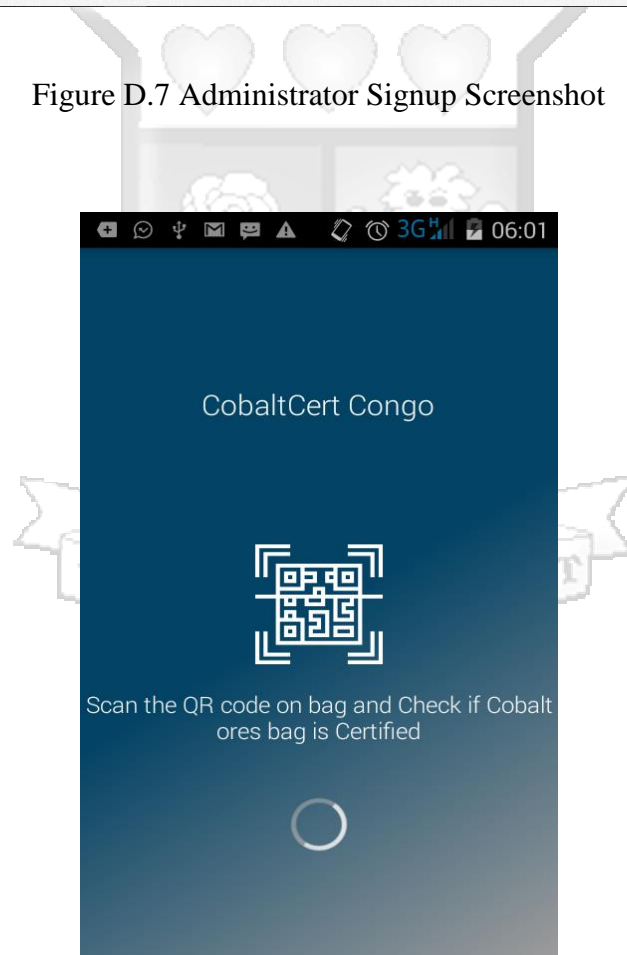 Figure D.7 Administrator Signup Screenshot
3G H 06:01
CobaltCert Congo
Scan the QR code on bag and Check if Cobalt
ores bag is Certified